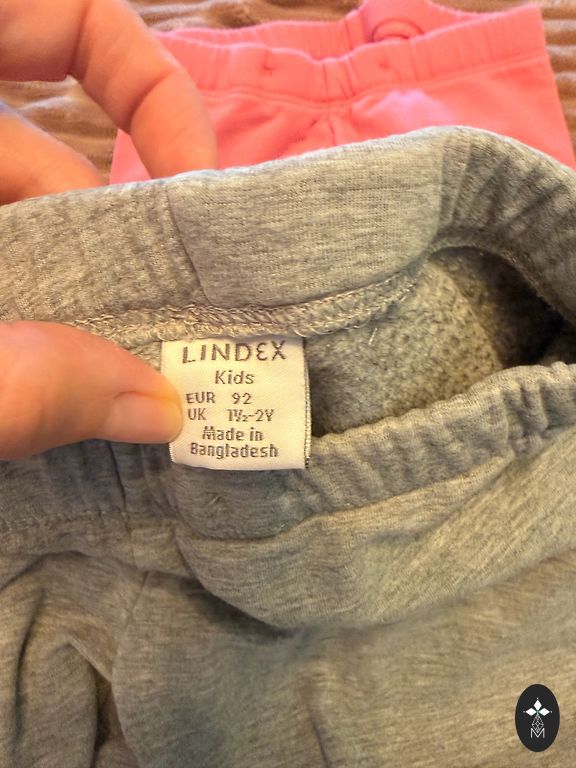 LINDEX
Kids
EUR 92
UK 1½-2Y
Made in
Bangladesh
M